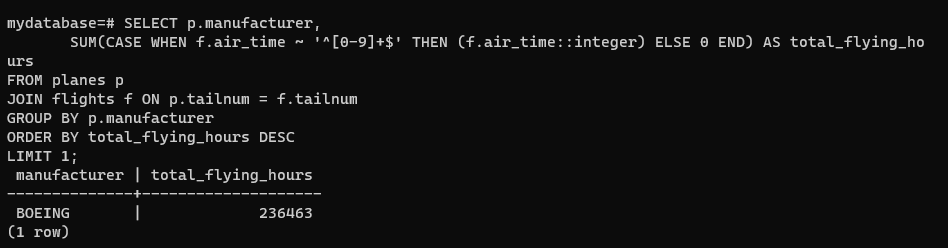 mydatabase=# SELECT p.manufacturer,
       SUM(CASE WHEN f.air_time ~ '^[0-9]+$' THEN (f.air_time::integer) ELSE 0 END) AS total_flying_ho
urs
FROM planes p
JOIN flights f ON p.tailnum = f.tailnum
GROUP BY p.manufacturer
ORDER BY total_flying_hours DESC
LIMIT 1;
 manufacturer | total_flying_hours
--------------+--------------------
 BOEING       |             236463
(1 row)